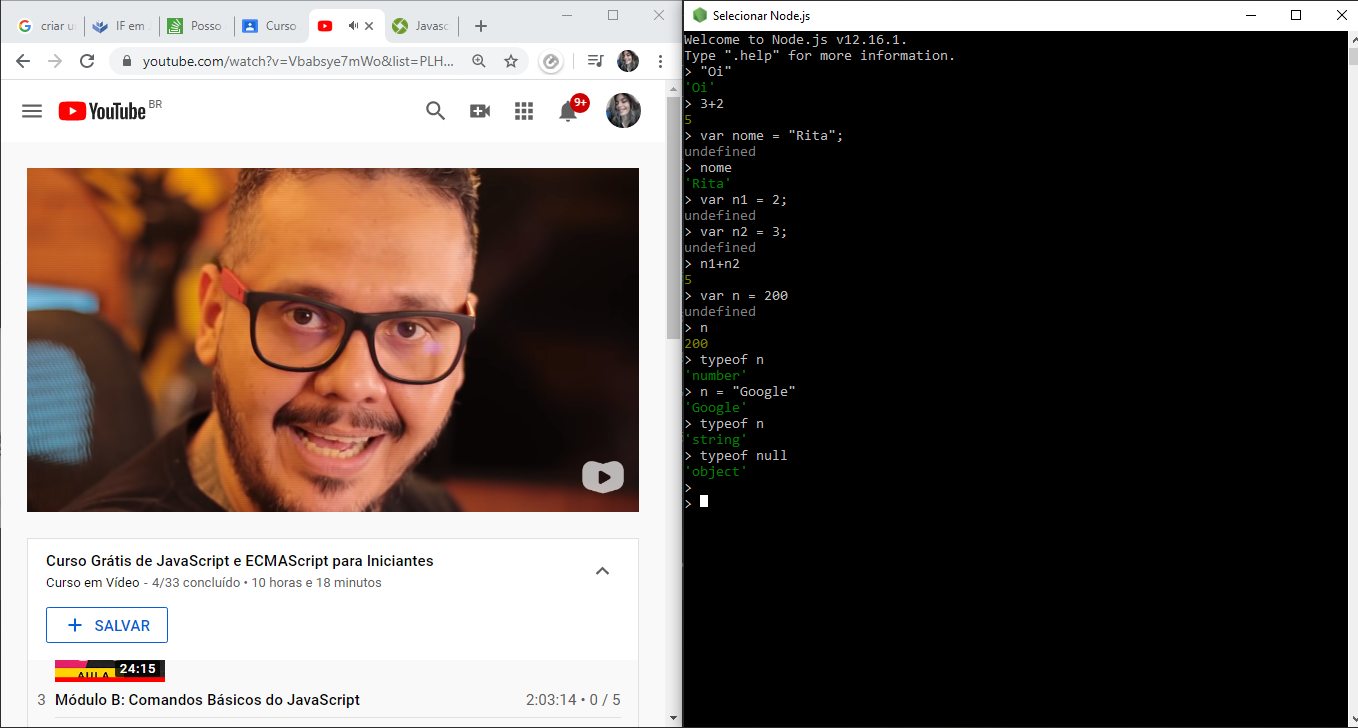 criar u
IF em
Posso
Curso
Javasc
youtube.com/watch?v=Vbabsye7mWo&list=PLH...
YouTube BR
9+
Curso Grátis de JavaScript e ECMAScript para Iniciantes
Curso em Vídeo - 4/33 concluído • 10 horas e 18 minutos
+ SALVAR
AULA 24:15
3 Módulo B: Comandos Básicos do JavaScript 2:03:14 • 0 / 5
Selecionar Node.js
Welcome to Node.js v12.16.1.
Type ".help" for more information.
> "Oi"
'Oi'
> 3+2
5
> var nome = "Rita";
undefined
> nome
'Rita'
> var n1 = 2;
undefined
> var n2 = 3;
undefined
> n1+n2
5
> var n = 200
undefined
> n
200
> typeof n
'number'
> n = "Google"
'Google'
> typeof n
'string'
> typeof null
'object'
>
>